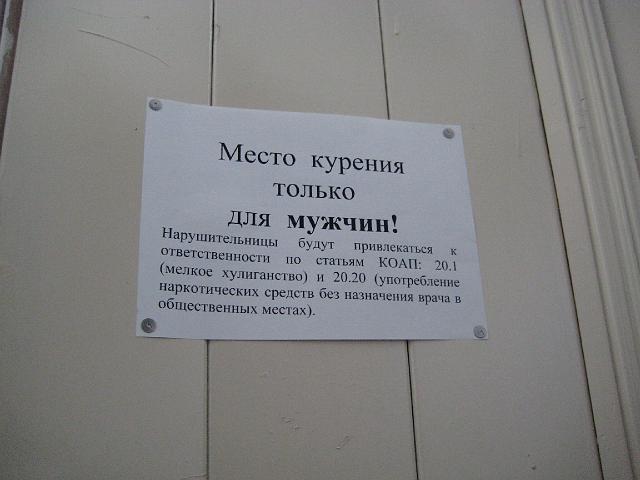 Место курения
только
для мужчин!
Нарушительницы будут привлекаться к
ответственности по статьям КОАП: 20.1
(мелкое хулиганство) и 20.20 (употребление
наркотических средств без назначения врача в
общественных местах).